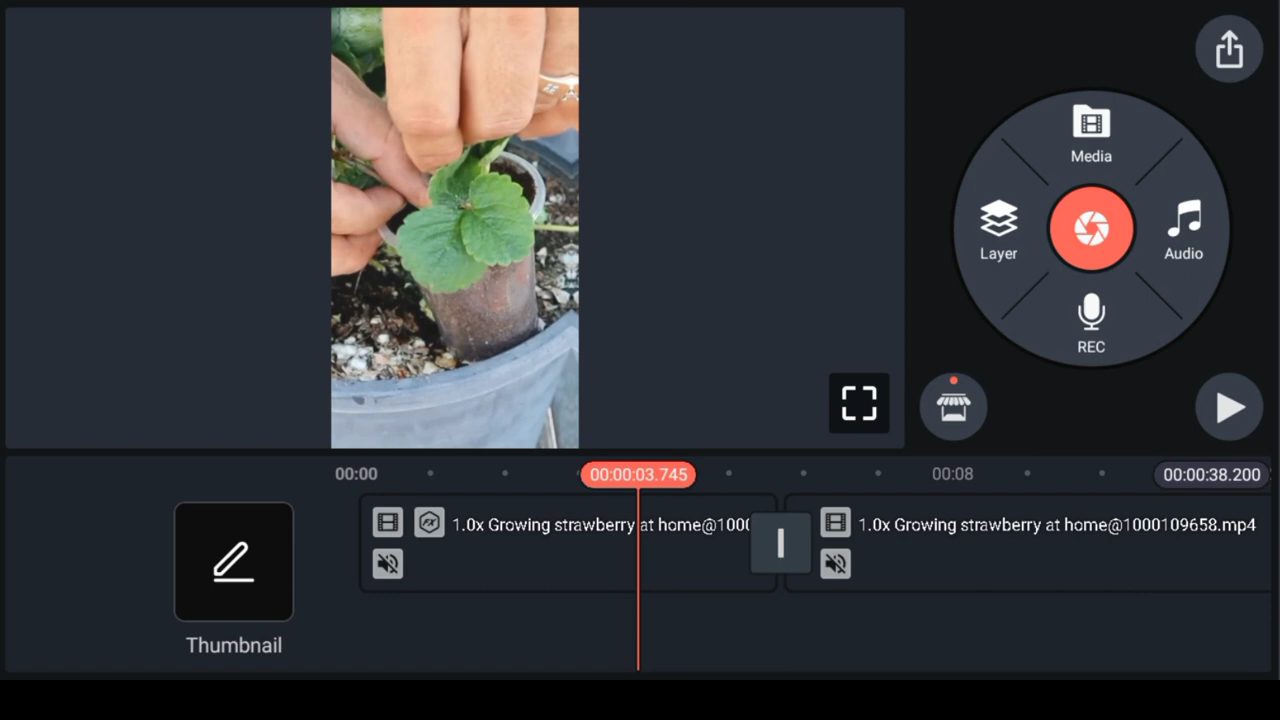 Media
Layer
Audio
REC
00:00
00:00:03.745
00:08
00:00:38.200
1.0x Growing strawberry at home@1000
1.0x Growing strawberry at home@1000109658.mp4
Thumbnail